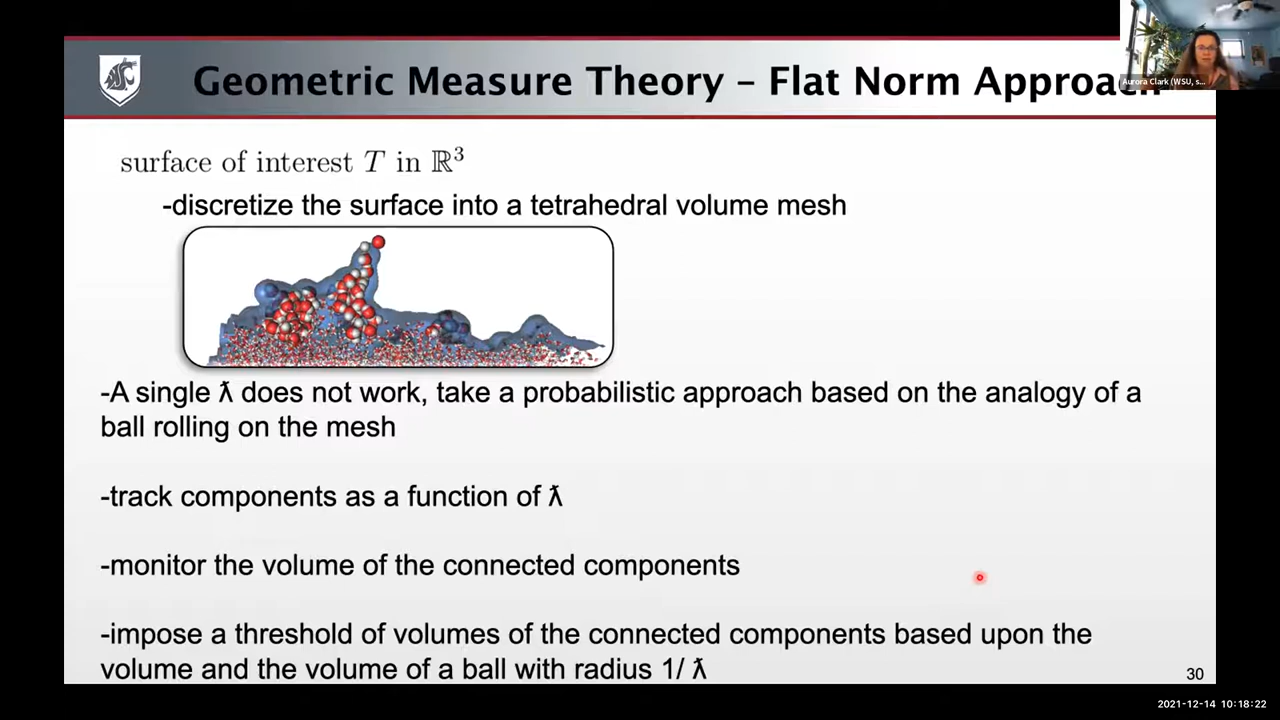 Geometric Measure Theory – Flat Norm Approach
Aurora Clark (WSU, s...
surface of interest T in ℝ³
-discretize the surface into a tetrahedral volume mesh
-A single ƛ does not work, take a probabilistic approach based on the analogy of a
ball rolling on the mesh
-track components as a function of ƛ
-monitor the volume of the connected components
-impose a threshold of volumes of the connected components based upon the
volume and the volume of a ball with radius 1/ ƛ
30
2021-12-14 10:18:22